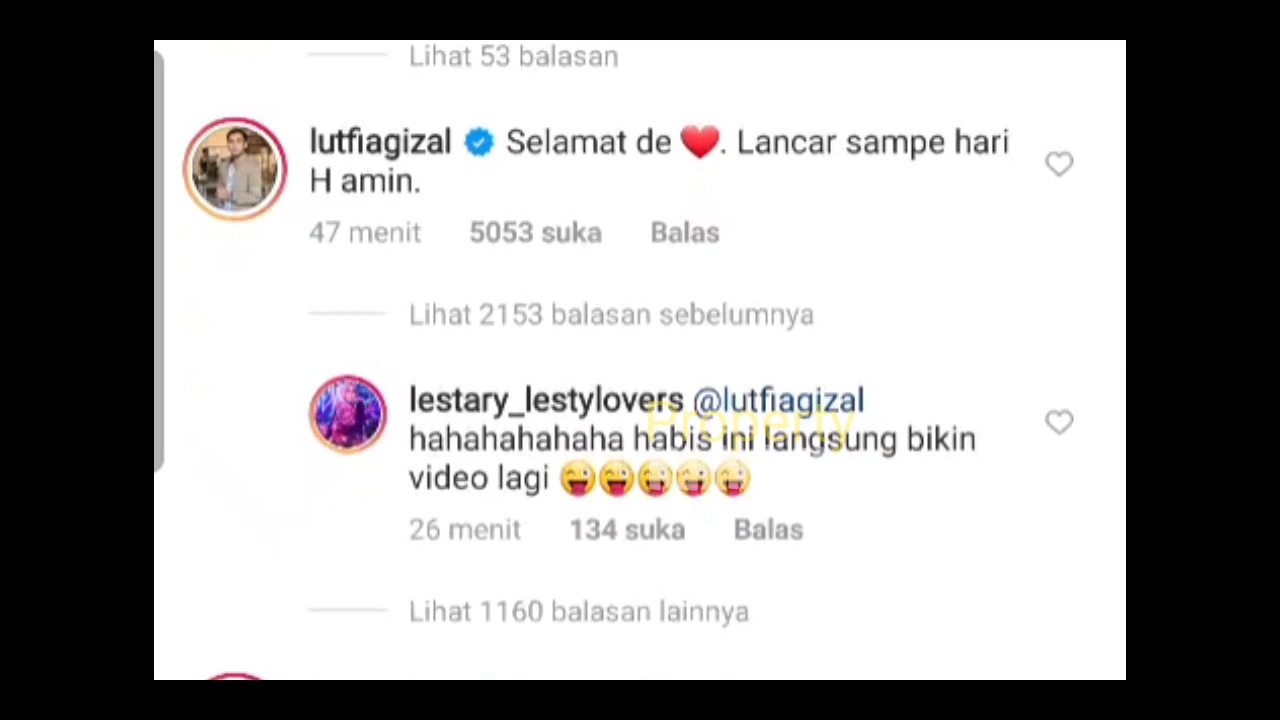 Lihat 53 balasan
lutfiagizal Selamat de ❤️. Lancar sampe hari
H amin.
47 menit 5053 suka Balas
Lihat 2153 balasan sebelumnya
lestary_lestylovers @lutfiagizal
Property
hahahahahaha habis ini langsung bikin
video lagi 😜😜😜😜😜
26 menit 134 suka Balas
Lihat 1160 balasan lainnya